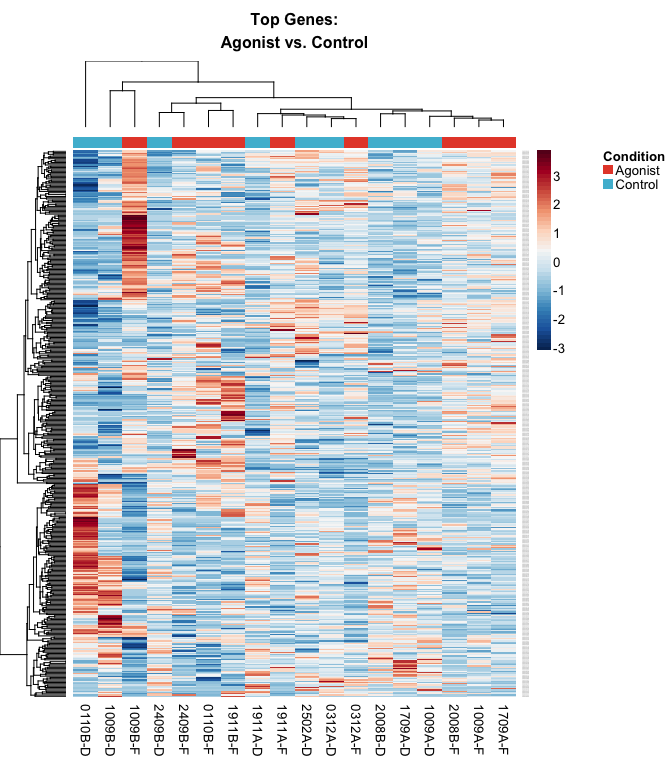 Top Genes:
Agonist vs. Control
Condition
Agonist
Control
3
2
1
0
-1
-2
-3
0110B-D
1009B-D
1009B-F
2409B-D
2409B-F
0110B-F
1911B-F
1911A-D
1911A-F
2502A-D
0312A-D
0312A-F
2008B-D
1709A-D
1009A-D
2008B-F
1009A-F
1709A-F